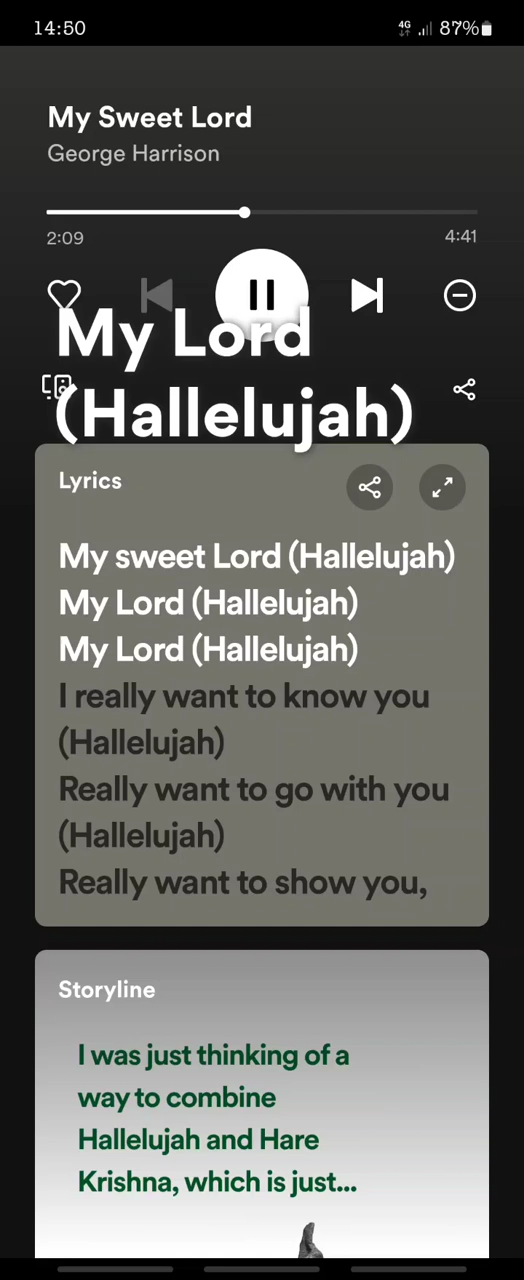 14:50
4G 87%
My Sweet Lord
George Harrison
2:09
4:41
My Lord
(Hallelujah)
Lyrics
My sweet Lord (Hallelujah)
My Lord (Hallelujah)
My Lord (Hallelujah)
I really want to know you
(Hallelujah)
Really want to go with you
(Hallelujah)
Really want to show you,
Storyline
I was just thinking of a
way to combine
Hallelujah and Hare
Krishna, which is just...